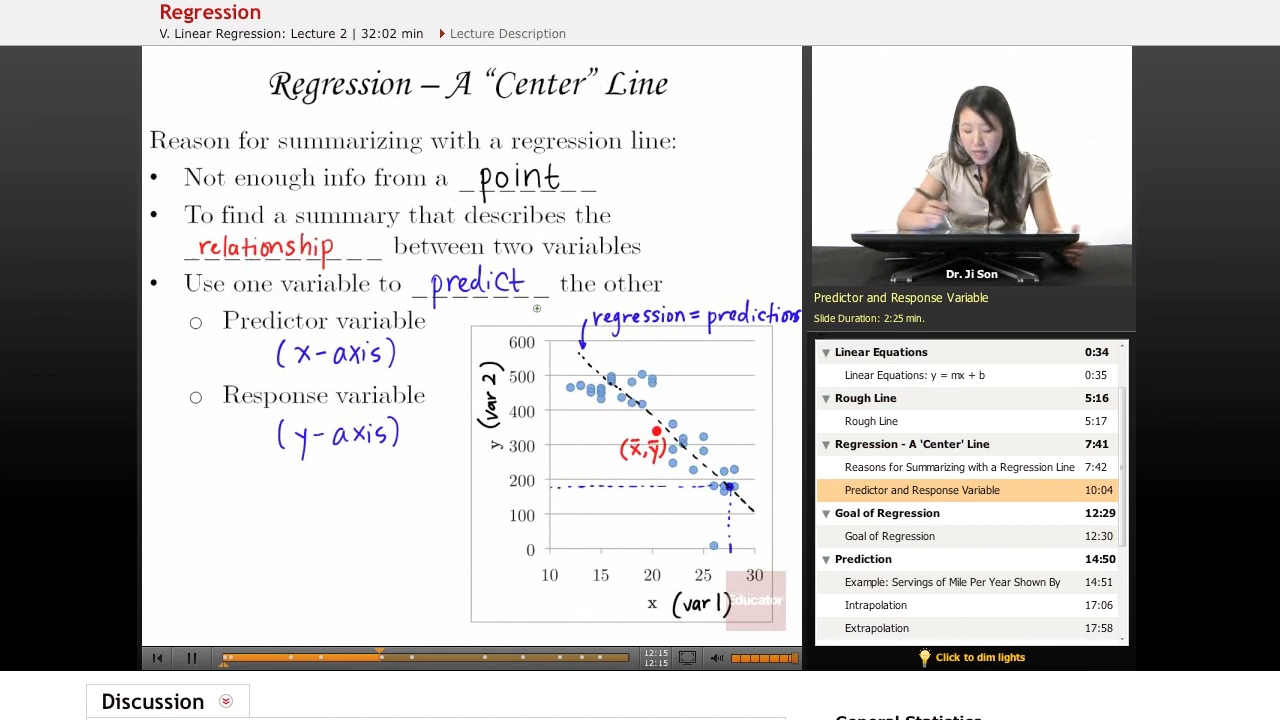 Regression
V. Linear Regression: Lecture 2 | 32:02 min
Lecture Description
Regression – A “Center” Line
Reason for summarizing with a regression line:
• Not enough info from a point
• To find a summary that describes the
relationship between two variables
• Use one variable to predict the other
○ Predictor variable
(x-axis)
○ Response variable
(y-axis)
regression = predictions
600
500
400
300
200
100
0
y (var 2)
(x̄, ȳ)
10 15 20 25 30
x (var 1)
Educator
12:15
12:15
Dr. Ji Son
Predictor and Response Variable
Slide Duration: 2:25 min.
Linear Equations 0:34
Linear Equations: y = mx + b 0:35
Rough Line 5:16
Rough Line 5:17
Regression - A 'Center' Line 7:41
Reasons for Summarizing with a Regression Line 7:42
Predictor and Response Variable 10:04
Goal of Regression 12:29
Goal of Regression 12:30
Prediction 14:50
Example: Servings of Mile Per Year Shown By 14:51
Intrapolation 17:06
Extrapolation 17:58
Click to dim lights
Discussion
General Statistics